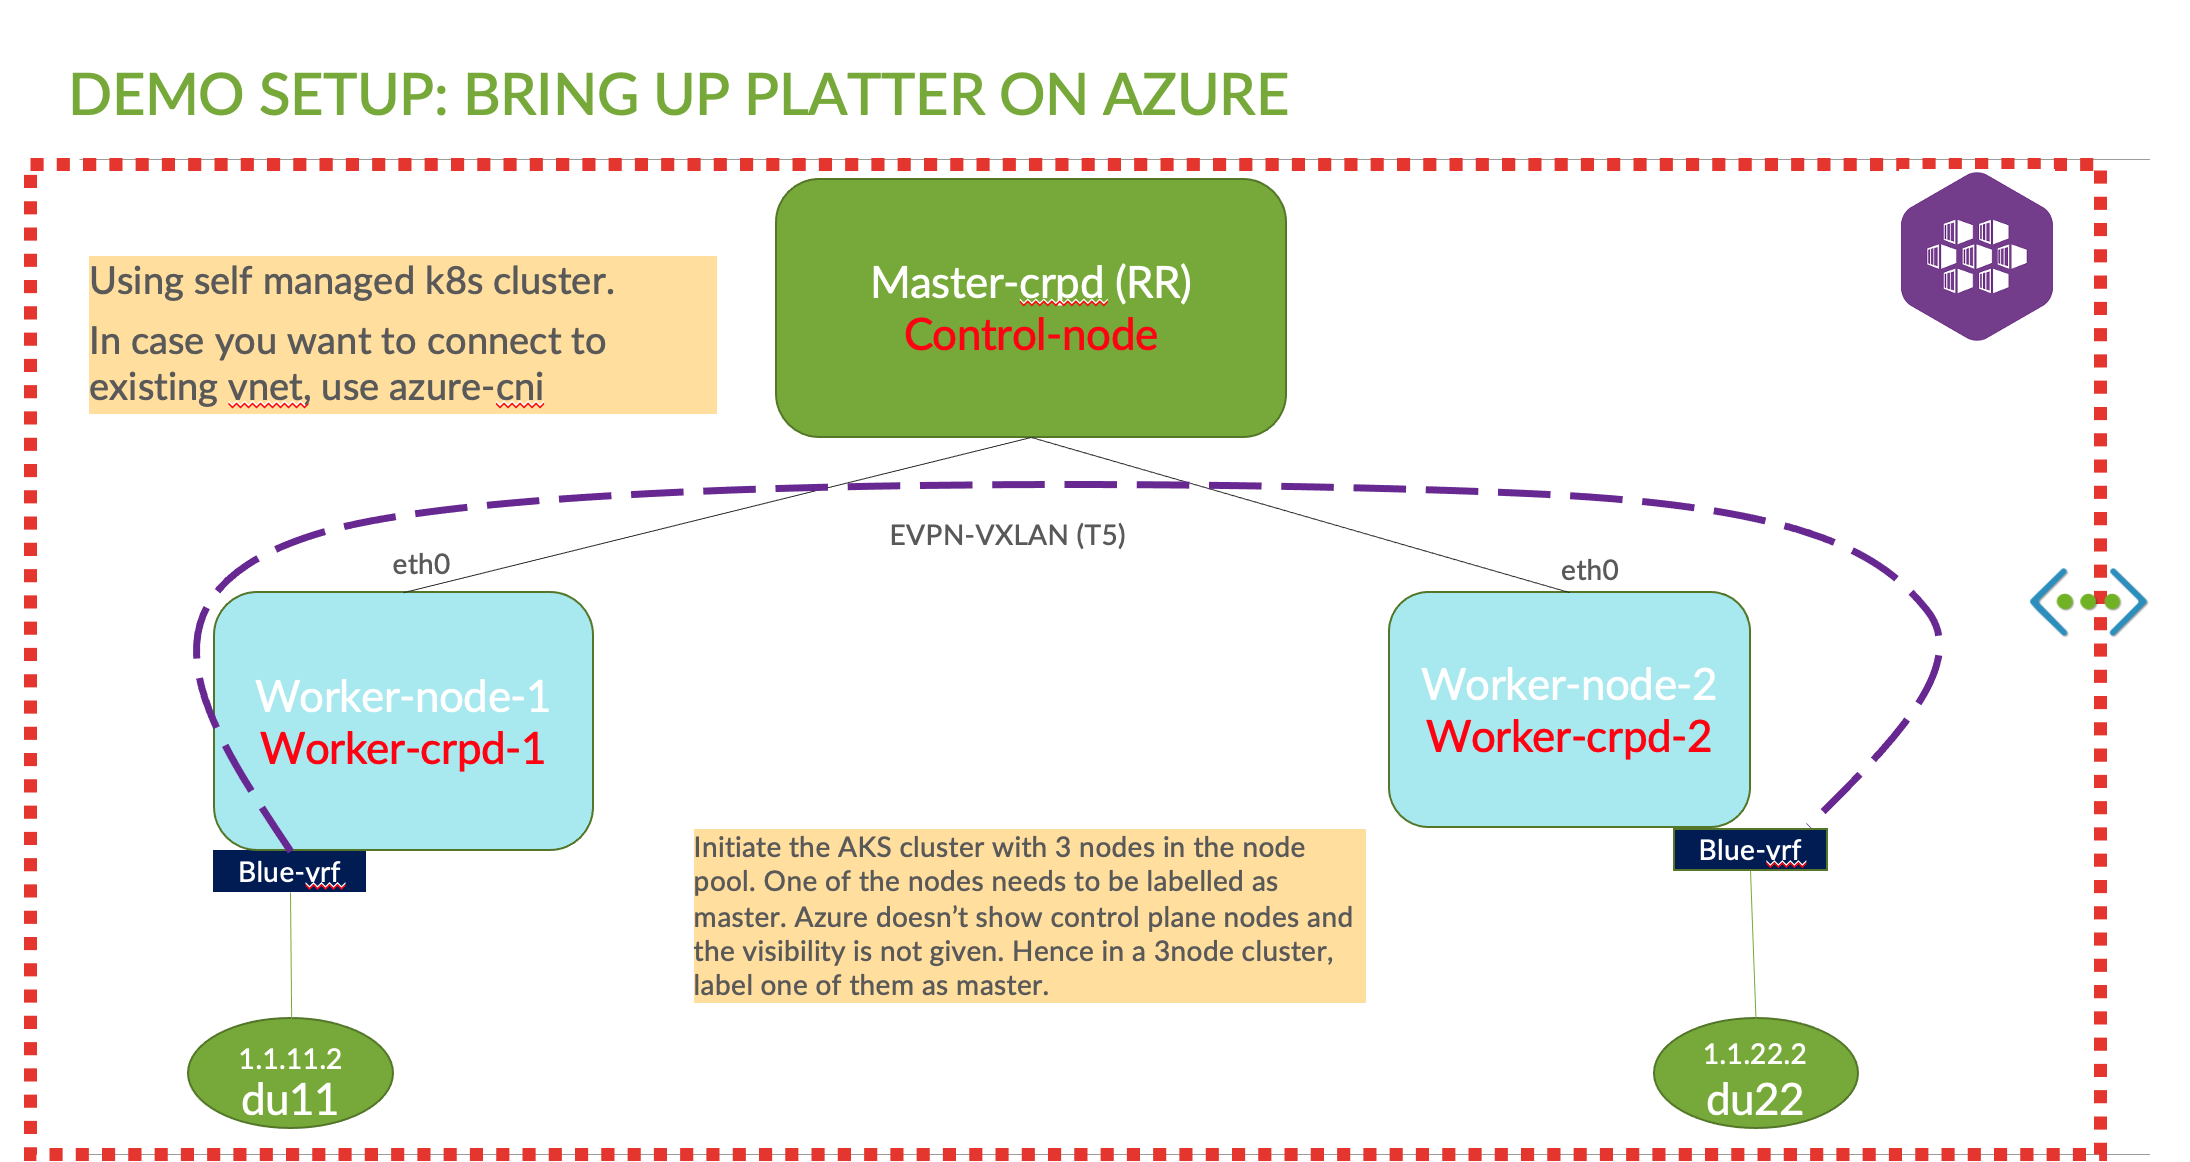 DEMO SETUP: BRING UP PLATTER ON AZURE
Using self managed k8s cluster.
In case you want to connect to
existing vnet, use azure-cni
Master-crpd (RR)
Control-node
EVPN-VXLAN (T5)
eth0
eth0
Worker-node-1
Worker-crpd-1
Worker-node-2
Worker-crpd-2
Blue-vrf
Blue-vrf
Initiate the AKS cluster with 3 nodes in the node
pool. One of the nodes needs to be labelled as
master. Azure doesn’t show control plane nodes and
the visibility is not given. Hence in a 3node cluster,
label one of them as master.
1.1.11.2
du11
1.1.22.2
du22